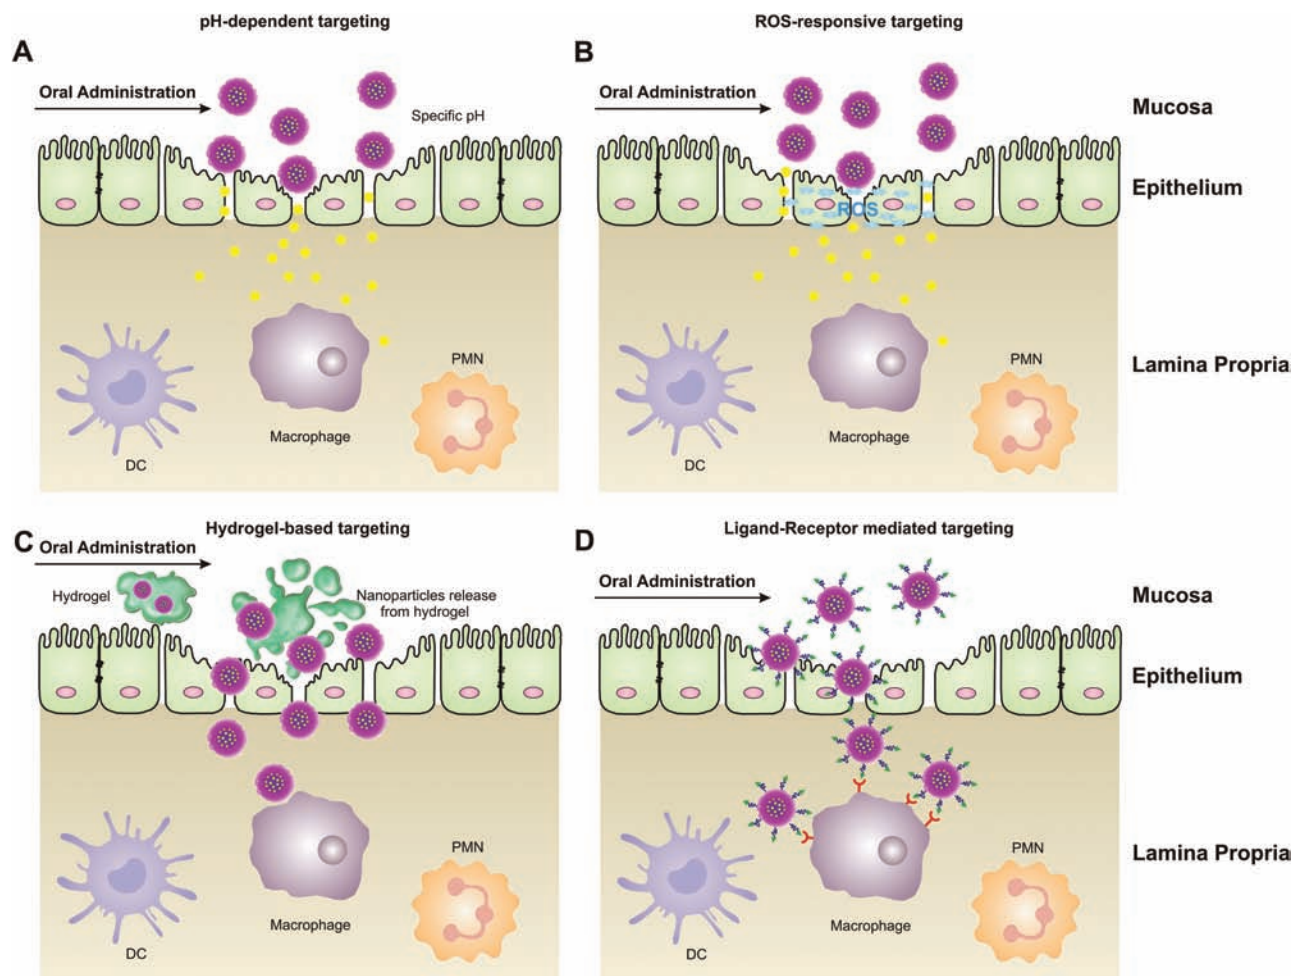 pH-dependent targeting
ROS-responsive targeting
A
B
Oral Administration
Specific pH
Oral Administration
Mucosa
Epithelium
ROS
Lamina Propria
DC
Macrophage
PMN
DC
Macrophage
PMN
Hydrogel-based targeting
Ligand-Receptor mediated targeting
C
D
Oral Administration
Hydrogel
Nanoparticles release
from hydrogel
Oral Administration
Mucosa
Epithelium
Lamina Propria
DC
Macrophage
PMN
DC
Macrophage
PMN